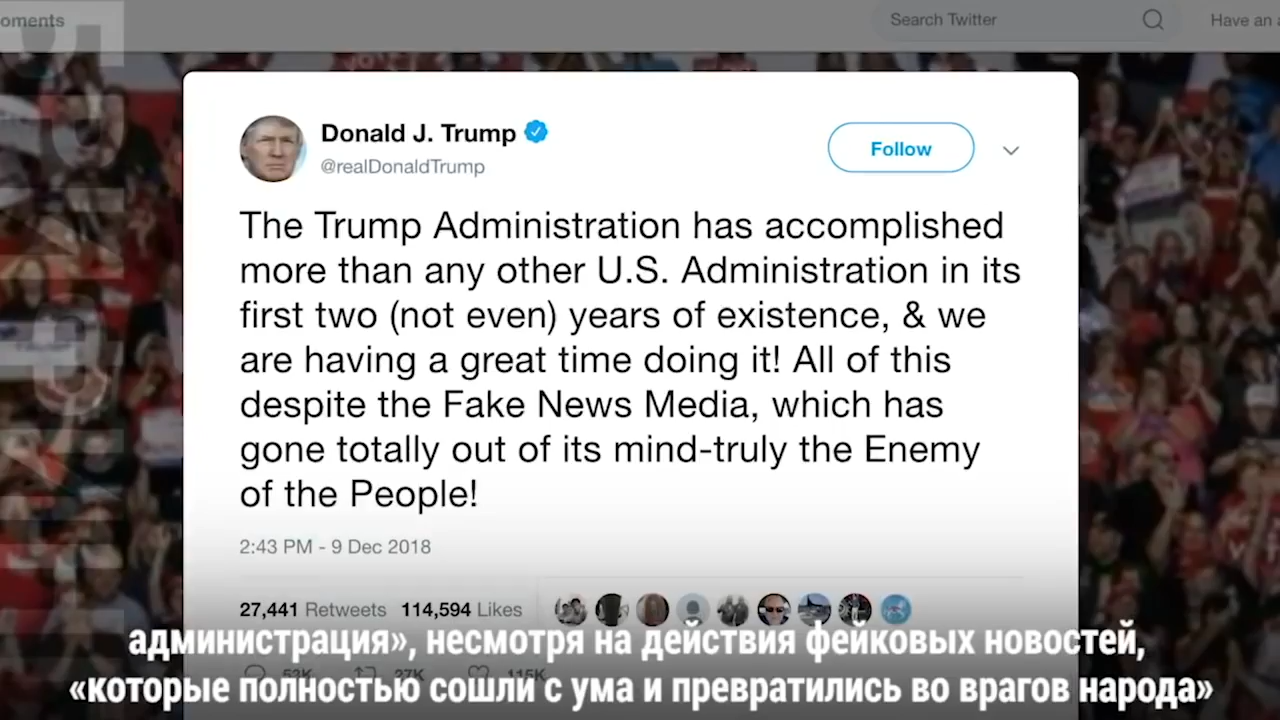 oments
Search Twitter
Have an a
Donald J. Trump
@realDonaldTrump
Follow
The Trump Administration has accomplished
more than any other U.S. Administration in its
first two (not even) years of existence, & we
are having a great time doing it! All of this
despite the Fake News Media, which has
gone totally out of its mind-truly the Enemy
of the People!
2:43 PM - 9 Dec 2018
27,441 Retweets 114,594 Likes
53K 27K 115K
администрация», несмотря на действия фейковых новостей,
«которые полностью сошли с ума и превратились во врагов народа»